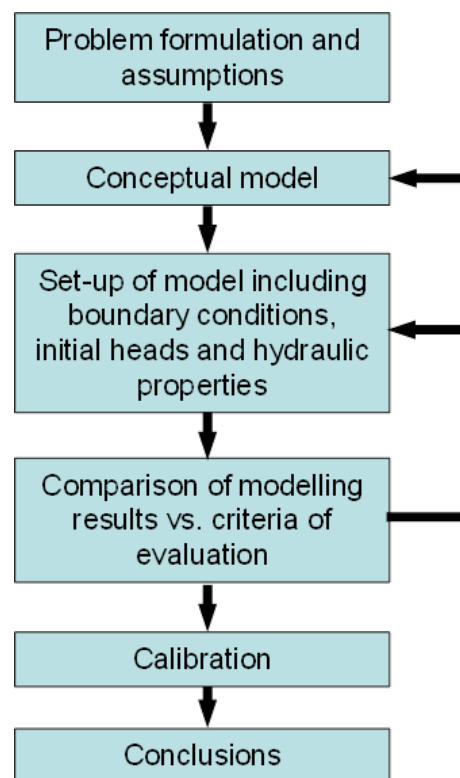 Problem formulation and
assumptions
Conceptual model
Set-up of model including
boundary conditions,
initial heads and hydraulic
properties
Comparison of modelling
results vs. criteria of
evaluation
Calibration
Conclusions